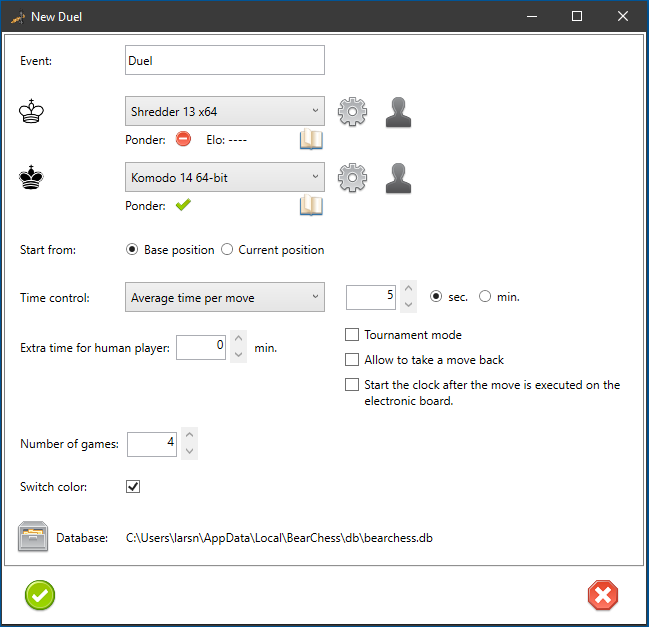 New Duel
Event:
Duel
Shredder 13 x64
Ponder:
Elo: ----
Komodo 14 64-bit
Ponder:
Start from:
Base position
Current position
Time control:
Average time per move
5
sec.
min.
Extra time for human player:
0
min.
Tournament mode
Allow to take a move back
Start the clock after the move is executed on the
electronic board.
Number of games:
4
Switch color:
Database:
C:\Users\larsn\AppData\Local\BearChess\db\bearchess.db